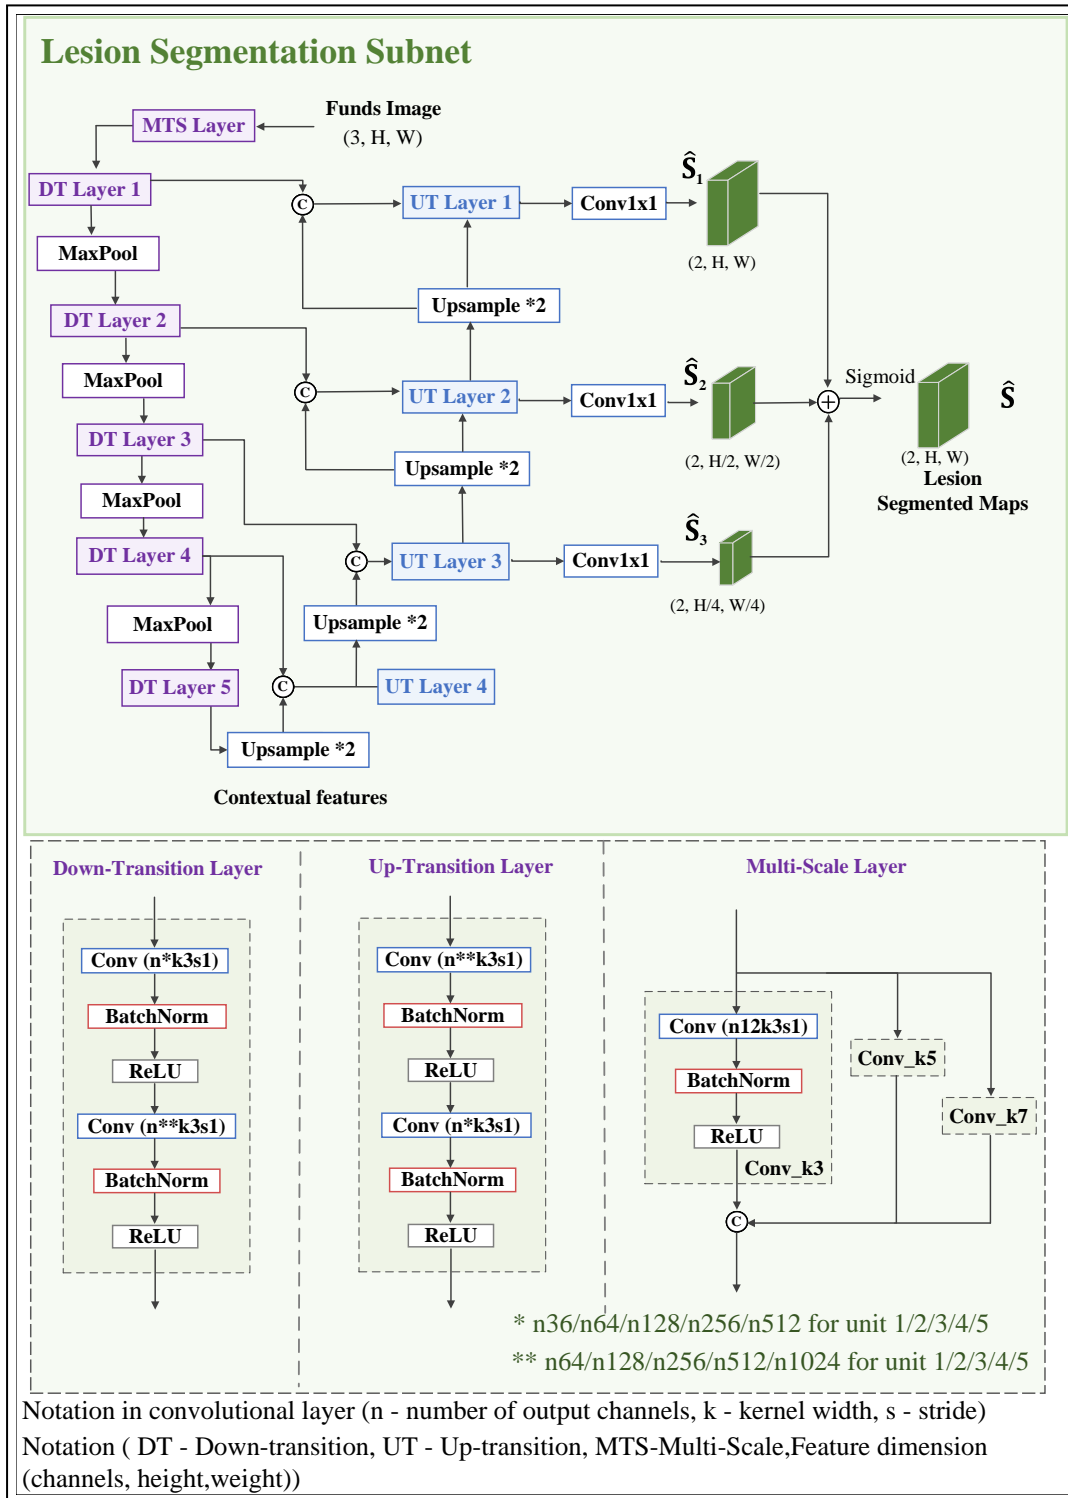 Lesion Segmentation Subnet
Funds Image
(3, H, W)
MTS Layer
DT Layer 1
C
UT Layer 1
Conv1x1
Ŝ1
(2, H, W)
MaxPool
Upsample *2
DT Layer 2
MaxPool
C
UT Layer 2
Conv1x1
Ŝ2
(2, H/2, W/2)
Sigmoid
Ŝ
(2, H, W)
Lesion
Segmented Maps
DT Layer 3
Upsample *2
MaxPool
DT Layer 4
C
UT Layer 3
Conv1x1
Ŝ3
(2, H/4, W/4)
MaxPool
Upsample *2
DT Layer 5
C
UT Layer 4
Upsample *2
Contextual features
Down-Transition Layer
Conv (n*k3s1)
BatchNorm
ReLU
Conv (n**k3s1)
BatchNorm
ReLU
Up-Transition Layer
Conv (n**k3s1)
BatchNorm
ReLU
Conv (n*k3s1)
BatchNorm
ReLU
Multi-Scale Layer
Conv (n12k3s1)
BatchNorm
ReLU
Conv_k3
Conv_k5
Conv_k7
C
* n36/n64/n128/n256/n512 for unit 1/2/3/4/5
** n64/n128/n256/n512/n1024 for unit 1/2/3/4/5
Notation in convolutional layer (n - number of output channels, k - kernel width, s - stride)
Notation ( DT - Down-transition, UT - Up-transition, MTS-Multi-Scale,Feature dimension
(channels, height,weight))